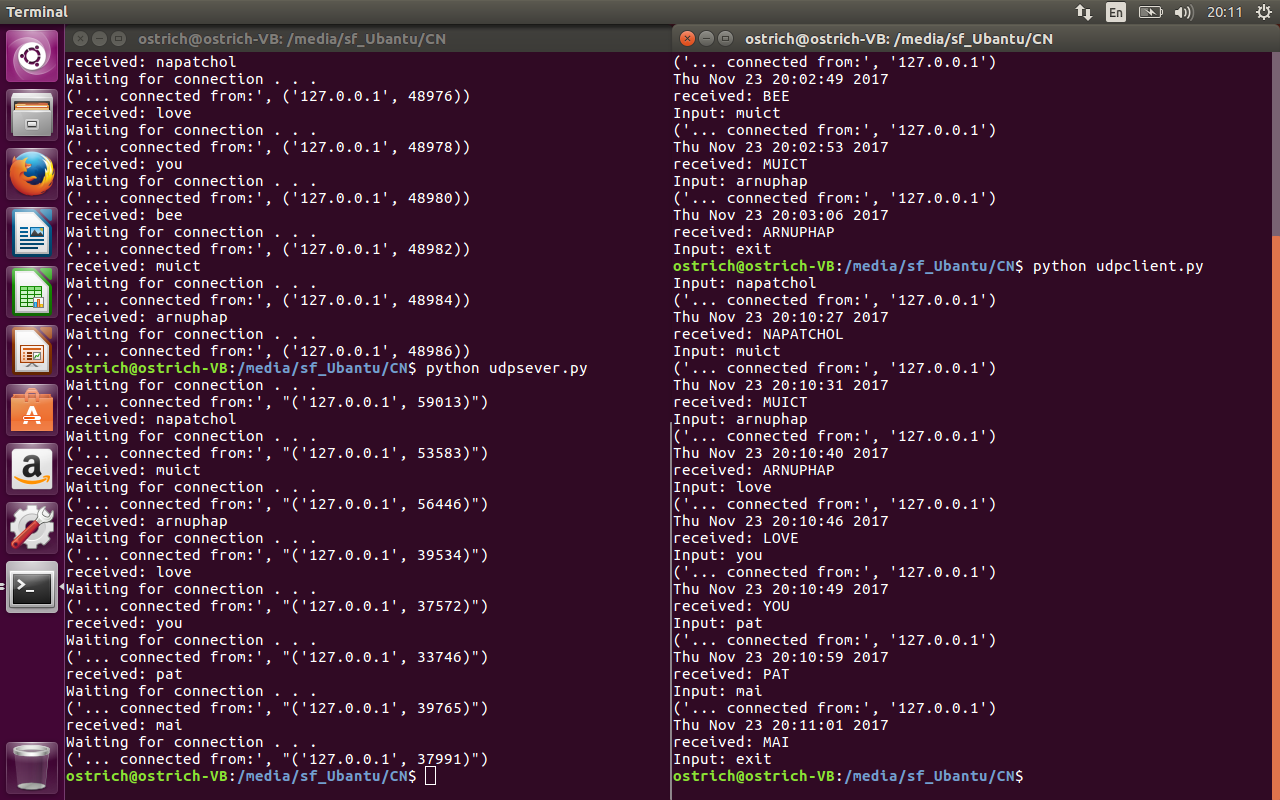 Terminal
En
20:11
ostrich@ostrich-VB: /media/sf_Ubantu/CN
received: napatchol
Waiting for connection . . .
('... connected from:', ('127.0.0.1', 48976))
received: love
Waiting for connection . . .
('... connected from:', ('127.0.0.1', 48978))
received: you
Waiting for connection . . .
('... connected from:', ('127.0.0.1', 48980))
received: bee
Waiting for connection . . .
('... connected from:', ('127.0.0.1', 48982))
received: muict
Waiting for connection . . .
('... connected from:', ('127.0.0.1', 48984))
received: arnuphap
Waiting for connection . . .
('... connected from:', ('127.0.0.1', 48986))
ostrich@ostrich-VB:/media/sf_Ubantu/CN$ python udpsever.py
Waiting for connection . . .
('... connected from:', "('127.0.0.1', 59013)")
received: napatchol
Waiting for connection . . .
('... connected from:', "('127.0.0.1', 53583)")
received: muict
Waiting for connection . . .
('... connected from:', "('127.0.0.1', 56446)")
received: arnuphap
Waiting for connection . . .
('... connected from:', "('127.0.0.1', 39534)")
received: love
Waiting for connection . . .
('... connected from:', "('127.0.0.1', 37572)")
received: you
Waiting for connection . . .
('... connected from:', "('127.0.0.1', 33746)")
received: pat
Waiting for connection . . .
('... connected from:', "('127.0.0.1', 39765)")
received: mai
Waiting for connection . . .
('... connected from:', "('127.0.0.1', 37991)")
ostrich@ostrich-VB:/media/sf_Ubantu/CN$
ostrich@ostrich-VB: /media/sf_Ubantu/CN
('... connected from:', '127.0.0.1')
Thu Nov 23 20:02:49 2017
received: BEE
Input: muict
('... connected from:', '127.0.0.1')
Thu Nov 23 20:02:53 2017
received: MUICT
Input: arnuphap
('... connected from:', '127.0.0.1')
Thu Nov 23 20:03:06 2017
received: ARNUPHAP
Input: exit
ostrich@ostrich-VB:/media/sf_Ubantu/CN$ python udpclient.py
Input: napatchol
('... connected from:', '127.0.0.1')
Thu Nov 23 20:10:27 2017
received: NAPATCHOL
Input: muict
('... connected from:', '127.0.0.1')
Thu Nov 23 20:10:31 2017
received: MUICT
Input: arnuphap
('... connected from:', '127.0.0.1')
Thu Nov 23 20:10:40 2017
received: ARNUPHAP
Input: love
('... connected from:', '127.0.0.1')
Thu Nov 23 20:10:46 2017
received: LOVE
Input: you
('... connected from:', '127.0.0.1')
Thu Nov 23 20:10:49 2017
received: YOU
Input: pat
('... connected from:', '127.0.0.1')
Thu Nov 23 20:10:59 2017
received: PAT
Input: mai
('... connected from:', '127.0.0.1')
Thu Nov 23 20:11:01 2017
received: MAI
Input: exit
ostrich@ostrich-VB:/media/sf_Ubantu/CN$